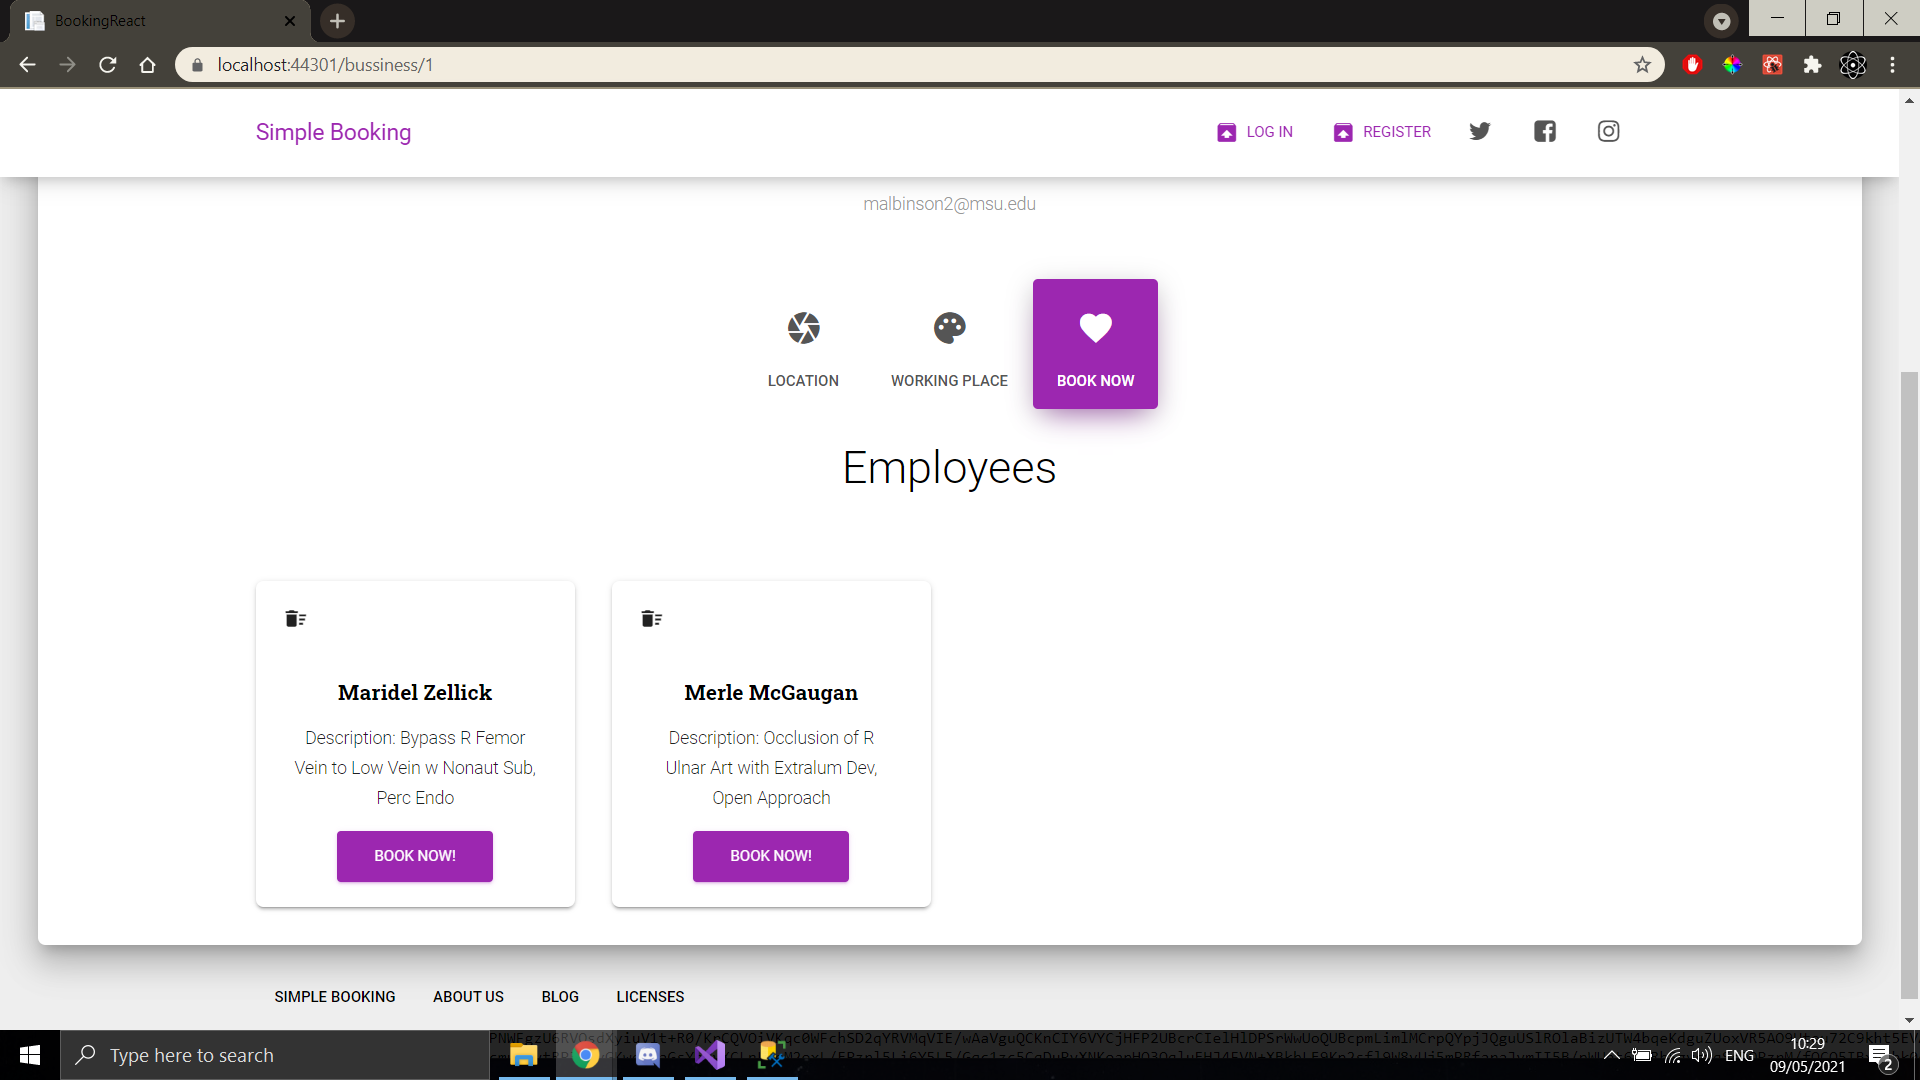 BookingReact
localhost:44301/bussiness/1
Simple Booking
LOG IN
REGISTER
malbinson2@msu.edu
LOCATION
WORKING PLACE
BOOK NOW
Employees
Maridel Zellick
Description: Bypass R Femor
Vein to Low Vein w Nonaut Sub,
Perc Endo
BOOK NOW!
Merle McGaugan
Description: Occlusion of R
Ulnar Art with Extralum Dev,
Open Approach
BOOK NOW!
SIMPLE BOOKING ABOUT US BLOG LICENSES
Type here to search
ENG
10:29
09/05/2021
2